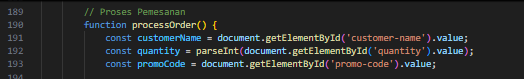 189 // Proses Pemesanan
190 function processOrder() {
191 const customerName = document.getElementById('customer-name').value;
192 const quantity = parseInt(document.getElementById('quantity').value);
193 const promoCode = document.getElementById('promo-code').value;
194